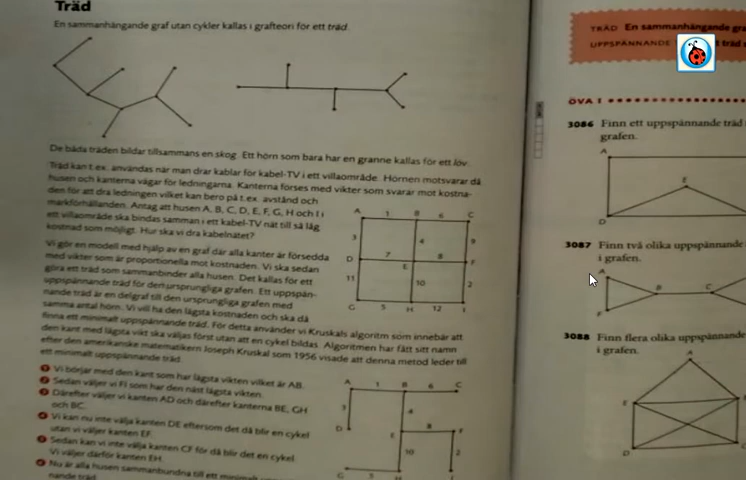 Träd
En sammanhängande graf utan cykler kallas i grafteori för ett träd.
De båda träden bildar tillsammans en skog. Ett hörn som bara har en granne kallas för ett löv.
Träd kan t.ex. användas när man drar kablar för kabel-TV i ett villaområde. Hörnen motsvarar då
husen och kanterna vägar för ledningarna. Kanterna förses med vikter som svarar mot kostna-
den för att dra ledningen vilket kan bero på t.ex. avstånd och
markförhållanden. Antag att husen A, B, C, D, E, F, G, H och I i
ett villaområde ska bindas samman i ett kabel-TV nät till så låg
kostnad som möjligt. Hur ska vi dra kabelnätet?
Vi gör en modell med hjälp av en graf där alla kanter är försedda
med vikter som är proportionella mot kostnaden. Vi ska sedan
göra ett träd som sammanbinder alla husen. Det kallas för ett
uppspännande träd för den ursprungliga grafen. Ett uppspän-
nande träd är en delgraf till den ursprungliga grafen med
samma antal hörn. Vi vill ha den lägsta kostnaden och ska då
finna ett minimalt uppspännande träd. För detta använder vi Kruskals algoritm som innebär att
den kant med lägsta vikt ska väljas först utan att en cykel bildas. Algoritmen har fått sitt namn
efter den amerikanske matematikern Joseph Kruskal som 1956 visade att denna metod leder till
ett minimalt uppspännande träd.
A 1 B 6 C
3 4 9
D 7 8 F
E
11 10 2
G 5 H 12 I
1 Vi börjar med den kant som har lägsta vikten vilket är AB.
2 Sedan väljer vi FI som har den näst lägsta vikten.
3 Därefter väljer vi kanten AD och därefter kanterna BE, GH
och BC.
4 Vi kan nu inte välja kanten DE eftersom det då blir en cykel
utan vi väljer kanten EF.
5 Sedan kan vi inte välja kanten CF för då blir det en cykel.
Vi väljer därför kanten EH.
6 Nu är alla husen sammanbundna till ett minimalt
nande träd.
A 1 B 6 C
3 4
D E 8 F
10 2
G 5 H
TRÄD En sammanhängande gra
UPPSPÄNNANDE t träd
ÖVA 1
3086 Finn ett uppspännande träd
grafen.
A
E
D
3087 Finn två olika uppspännande
i grafen.
A
B C
F
3088 Finn flera olika uppspännande
i grafen.
A
E
D